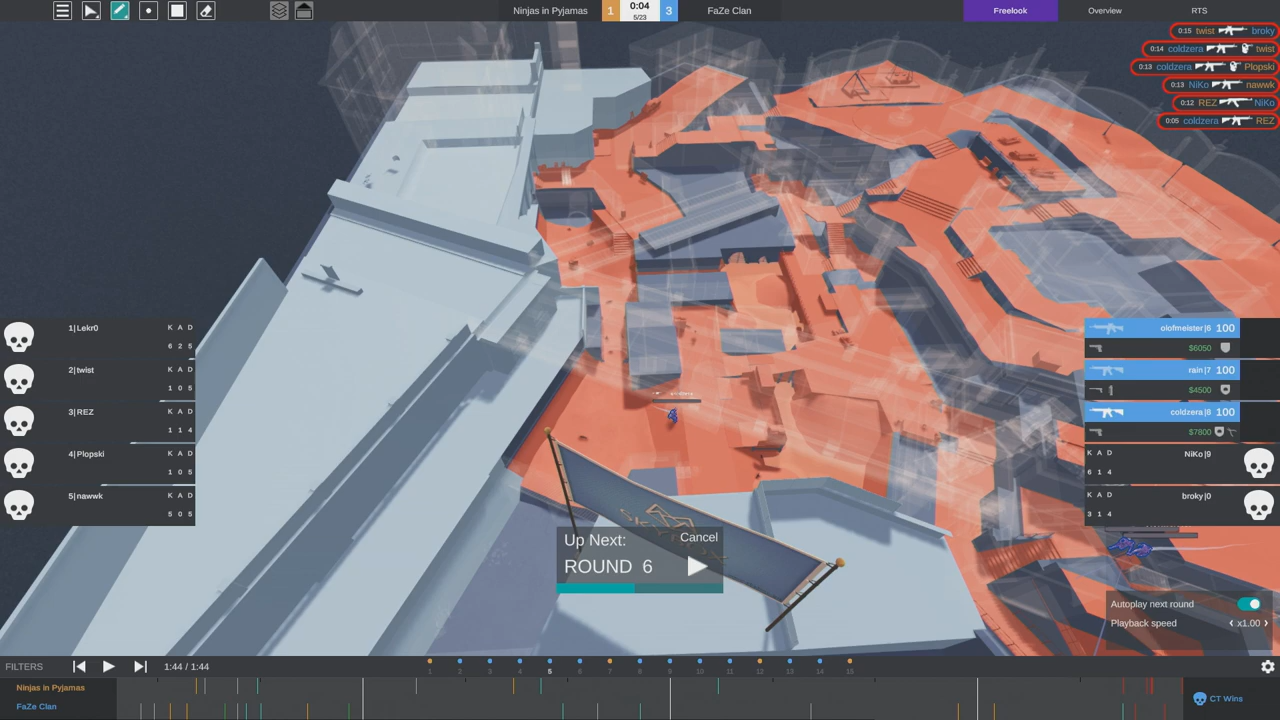 Ninjas in Pyjamas 1 0:04 3 FaZe Clan
5/23
Freelook Overview RTS
0:15 twist broky
0:14 coldzera twist
0:13 coldzera Plopski
0:13 NiKo nawwk
0:12 REZ NiKo
0:05 coldzera REZ
1|Lekr0 K A D
6 2 5
2|twist K A D
1 0 5
3|REZ K A D
1 1 4
4|Plopski K A D
1 0 5
5|nawwk K A D
5 0 5
olofmeister|6 100
$6050
rain|7 100
$4500
coldzera|8 100
$7800
K A D NiKo|9
6 1 4
K A D broky|0
3 1 4
Up Next: Cancel
ROUND 6
Autoplay next round
Playback speed x1.00
FILTERS 1:44 / 1:44
1 2 3 4 5 6 7 8 9 10 11 12 13 14 15
Ninjas in Pyjamas
FaZe Clan
CT Wins